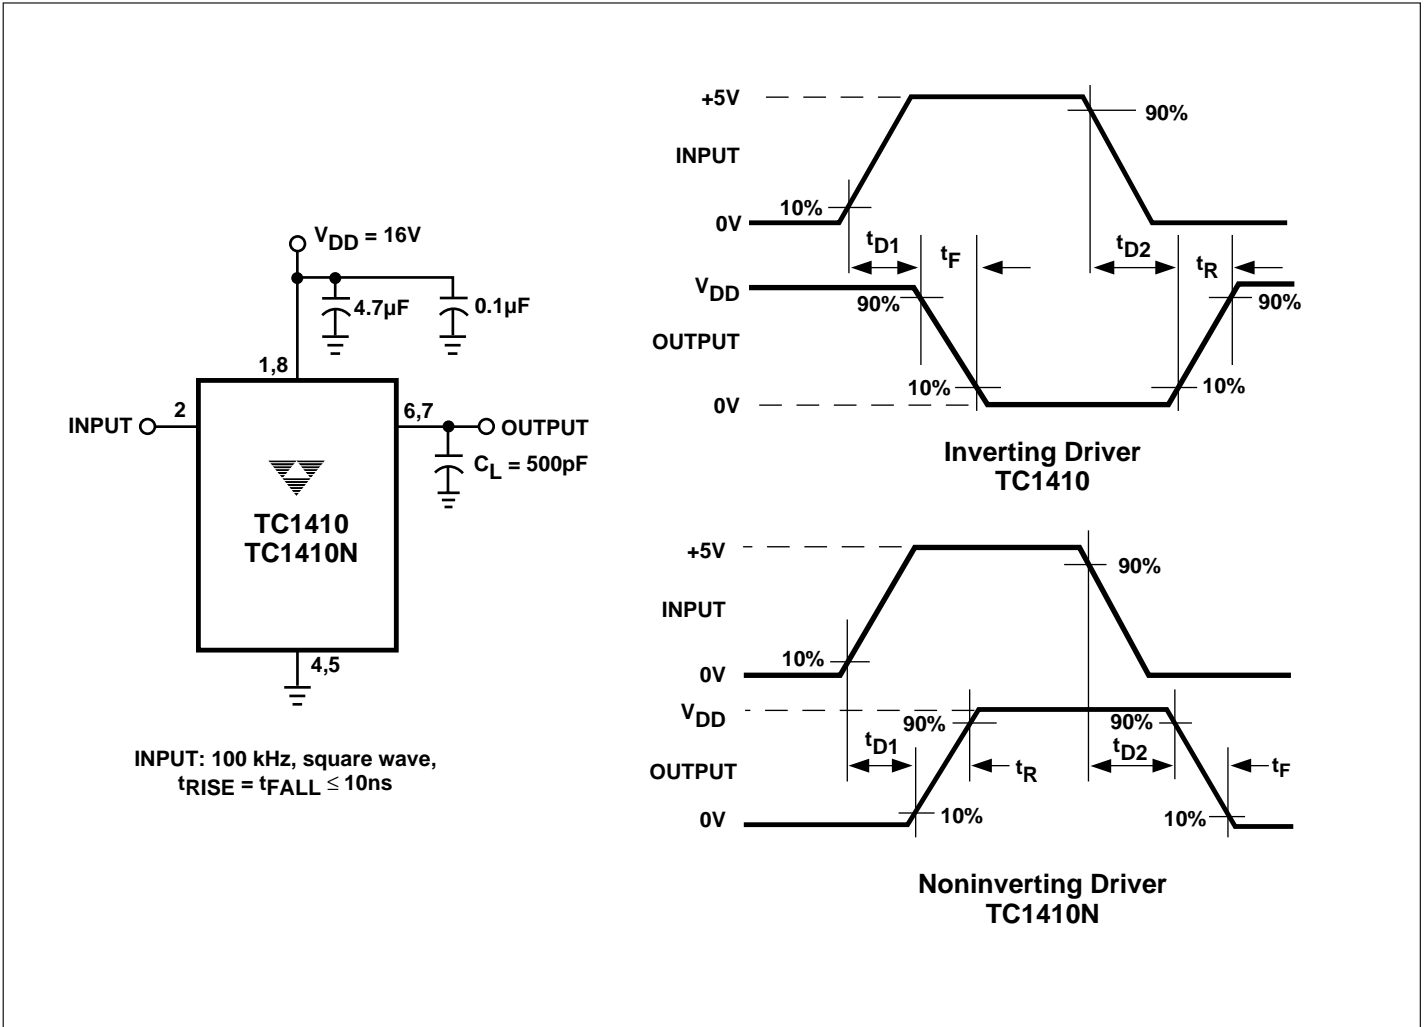 V_DD = 16V
4.7µF
0.1µF
1,8
INPUT
2
6,7
OUTPUT
C_L = 500pF
TC1410
TC1410N
4,5
INPUT: 100 kHz, square wave,
t_RISE = t_FALL ≤ 10ns
+5V
90%
INPUT
10%
0V
t_D1
t_F
t_D2
t_R
V_DD
90%
90%
OUTPUT
10%
10%
0V
Inverting Driver
TC1410
+5V
90%
INPUT
10%
0V
V_DD
90%
90%
t_D1
t_R
t_D2
t_F
OUTPUT
0V
10%
10%
Noninverting Driver
TC1410N